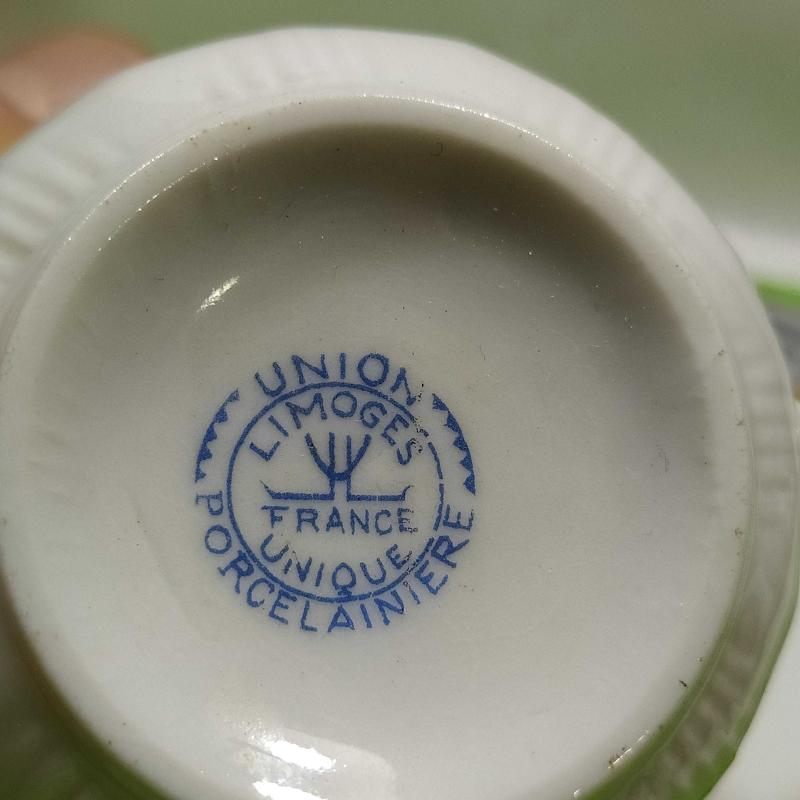 UNION
LIMOGES
FRANCE
UNIQUE
PORCELAINIERE